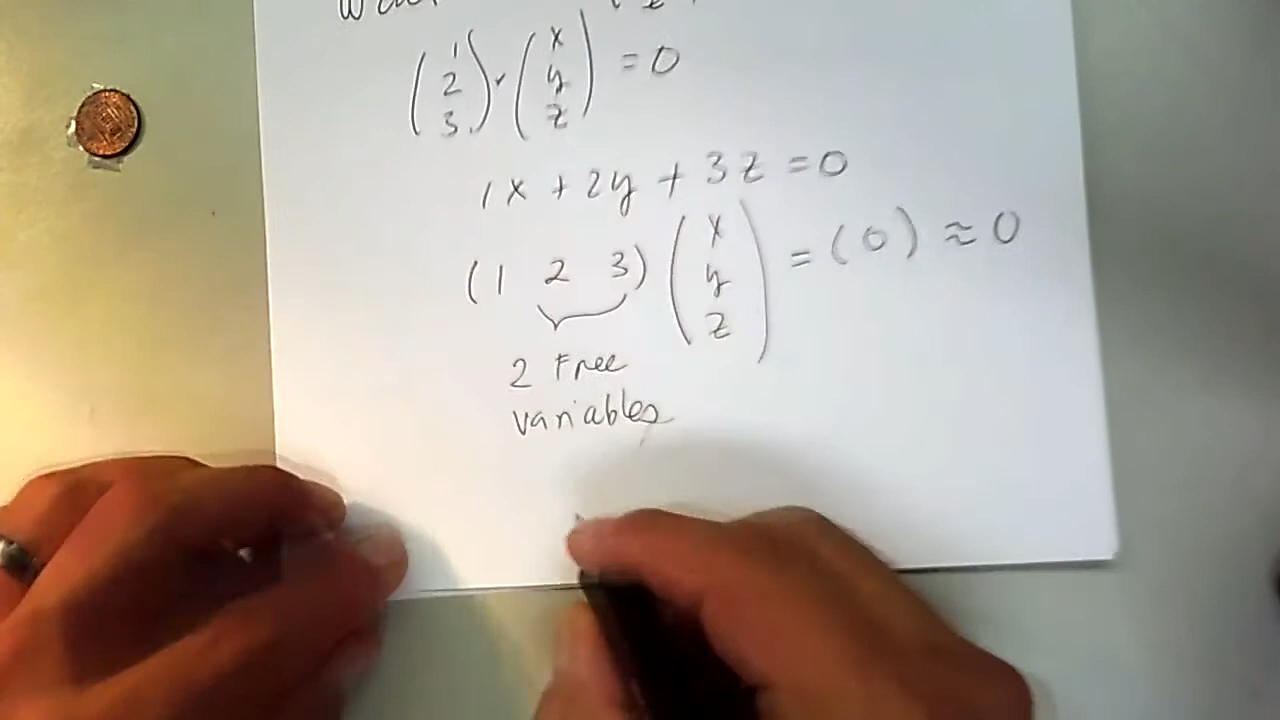 (1 2 3) · (x y z) = 0
1x + 2y + 3z = 0
(1 2 3) (x y z) = (0) ≈ 0
2 Free
variables